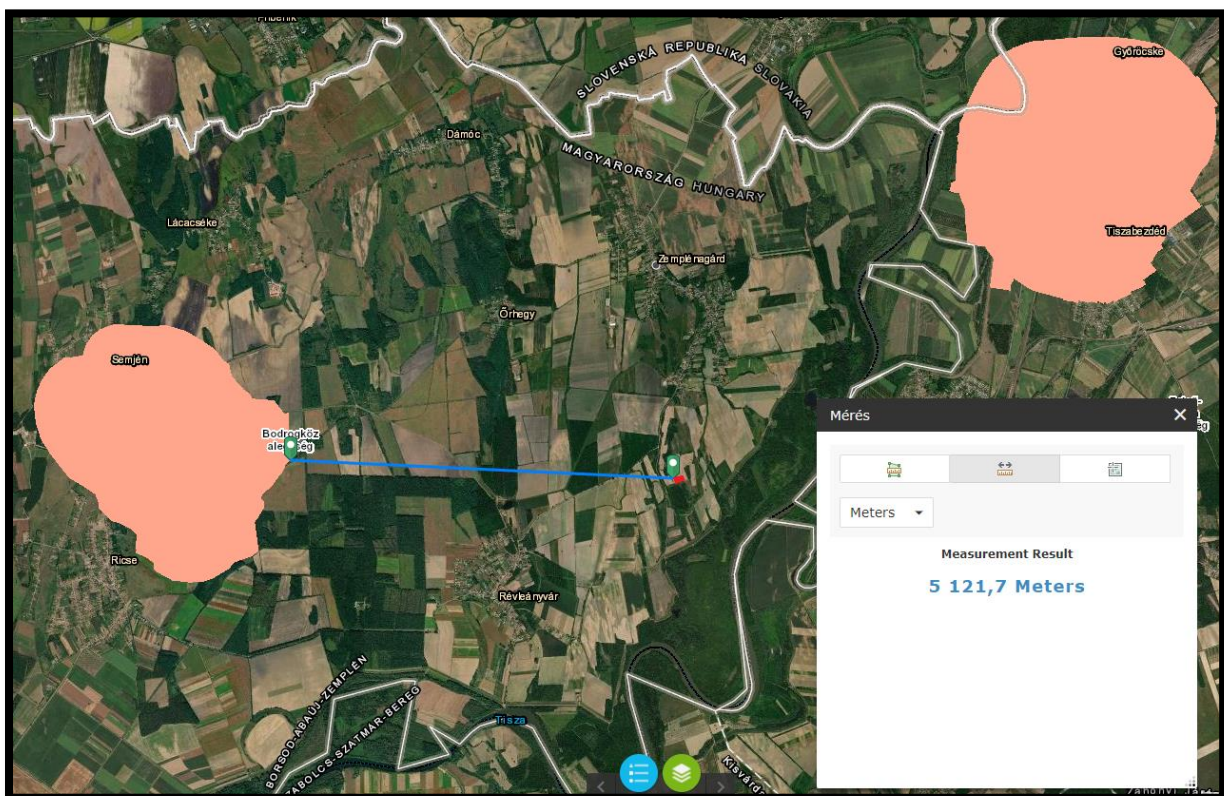 Győröcske
SLOVENSKÁ REPUBLIKA SLOVAKIA
Dámóc
MAGYARORSZÁG HUNGARY
Lácacséke
Tiszabezdéd
Zemplénagárd
Őrhegy
Semjén
Mérés
Bodrogköz
Meters
Measurement Result
Ricse
5 121,7 Meters
Révleányvár
BORSOD-ABAÚJ-ZEMPLÉN
SZABOLCS-SZATMÁR-BEREG
Tisza